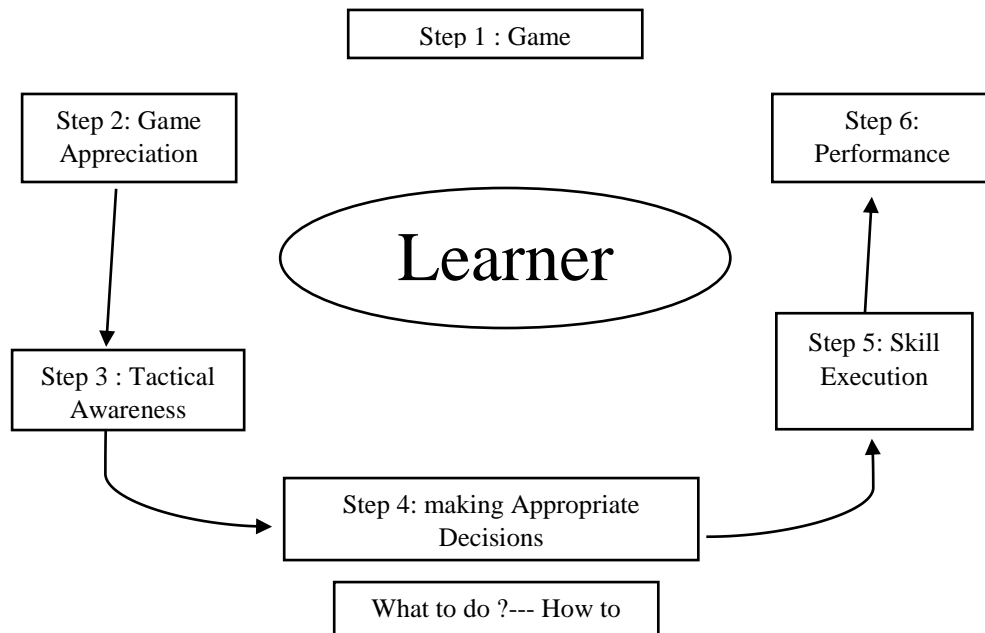 Step 1 : Game
Step 2: Game
Appreciation
Step 6:
Performance
Learner
Step 3 : Tactical
Awareness
Step 5: Skill
Execution
Step 4: making Appropriate
Decisions
What to do ?--- How to